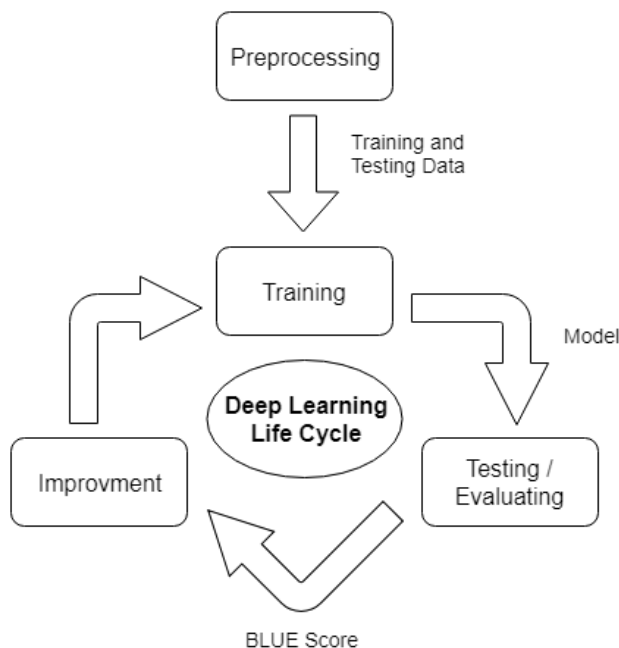 Preprocessing
Training and
Testing Data
Training
Model
Deep Learning
Life Cycle
Improvment
Testing /
Evaluating
BLUE Score